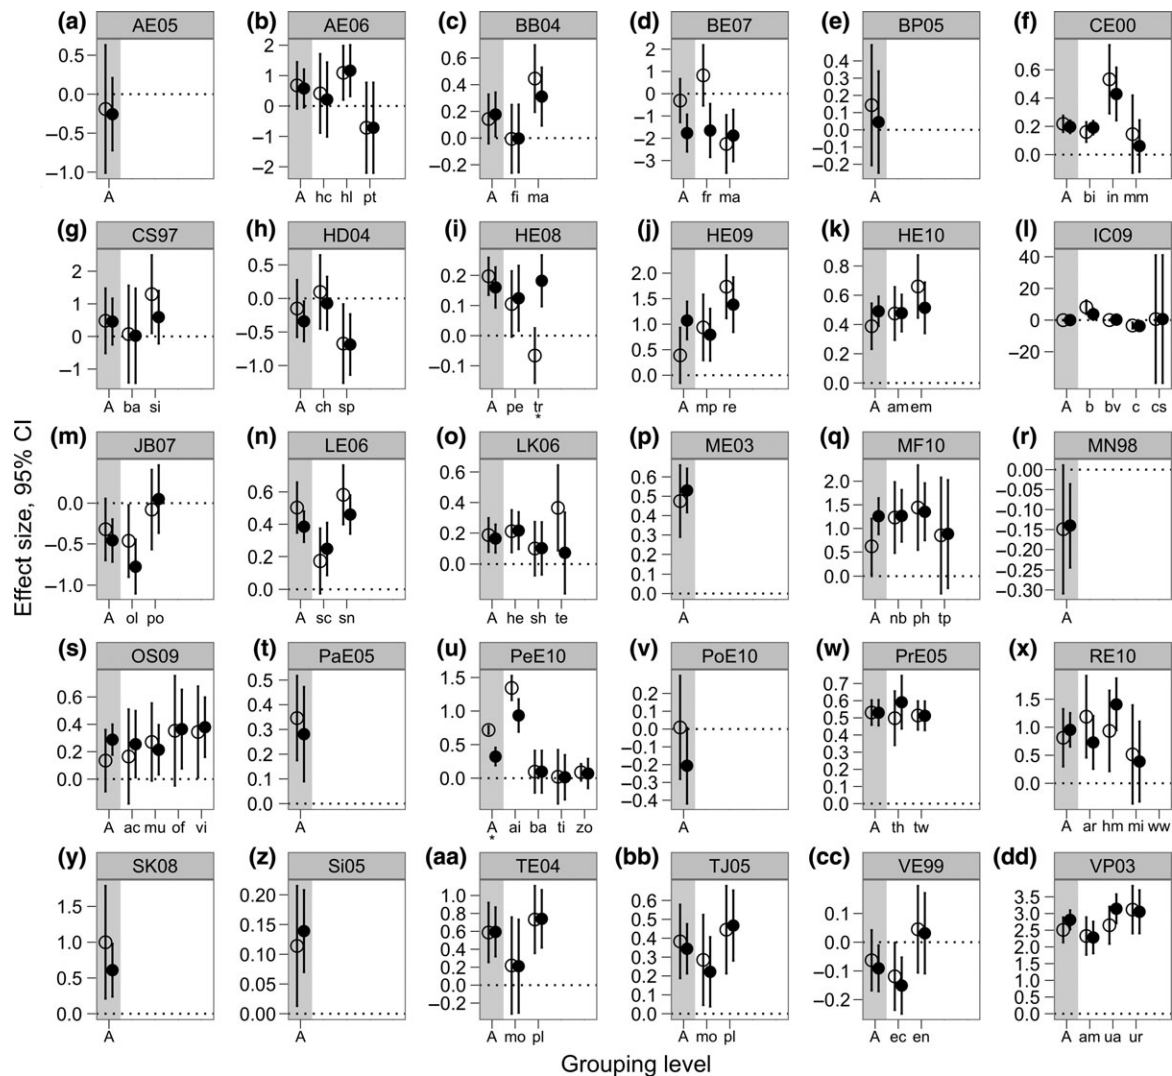 Effect size, 95% CI
(a) AE05
0.5
0.0
−0.5
−1.0
A
(b) AE06
2
1
0
−1
−2
A hc hl pt
(c) BB04
0.6
0.4
0.2
0.0
−0.2
A fi ma
(d) BE07
2
1
0
−1
−2
−3
A fr ma
(e) BP05
0.4
0.3
0.2
0.1
0.0
−0.1
−0.2
A
(f) CE00
0.6
0.4
0.2
0.0
A bi in mm
(g) CS97
2
1
0
1
A ba si
(h) HD04
0.5
−0.0
−0.5
−1.0
A ch sp
(i) HE08
0.2
0.1
0.0
−0.1
A pe tr
*
(j) HE09
2.0
1.5
1.0
0.5
0.0
A mp re
(k) HE10
0.8
0.6
0.4
0.2
0.0
A am em
(l) IC09
40
20
0
−20
A b bv c cs
(m) JB07
0.0
−0.5
−1.0
A ol po
(n) LE06
0.6
0.4
0.2
0.0
A sc sn
(o) LK06
0.6
0.4
0.2
0.0
A he sh te
(p) ME03
0.6
0.5
0.4
0.3
0.2
0.1
0.0
A
(q) MF10
2.0
1.5
1.0
0.5
0.0
A nb ph tp
(r) MN98
0.00
−0.05
−0.10
−0.15
−0.20
−0.25
−0.30
A
(s) OS09
0.6
0.4
0.2
0.0
A ac mu of vi
(t) PaE05
0.5
0.4
0.3
0.2
0.1
0.0
A
(u) PeE10
1.5
1.0
0.5
0.0
A ai ba ti zo
*
(v) PoE10
0.3
0.2
0.1
−0.0
−0.1
−0.2
−0.3
−0.4
A
(w) PrE05
0.7
0.6
0.5
0.4
0.3
0.2
0.1
0.0
A th tw
(x) RE10
1.5
1.0
0.5
0.0
A ar hm mi ww
(y) SK08
1.5
1.0
0.5
0.0
A
(z) Si05
0.20
0.15
0.10
0.05
0.00
A
(aa) TE04
1.0
0.8
0.6
0.4
0.2
0.0
−0.2
A mo pl
(bb) TJ05
0.6
0.5
0.4
0.3
0.2
0.1
0.0
A mo pl
(cc) VE99
0.1
0.0
−0.1
−0.2
A ec en
(dd) VP03
3.5
3.0
2.5
2.0
1.5
1.0
0.5
0.0
A am ua ur
Grouping level